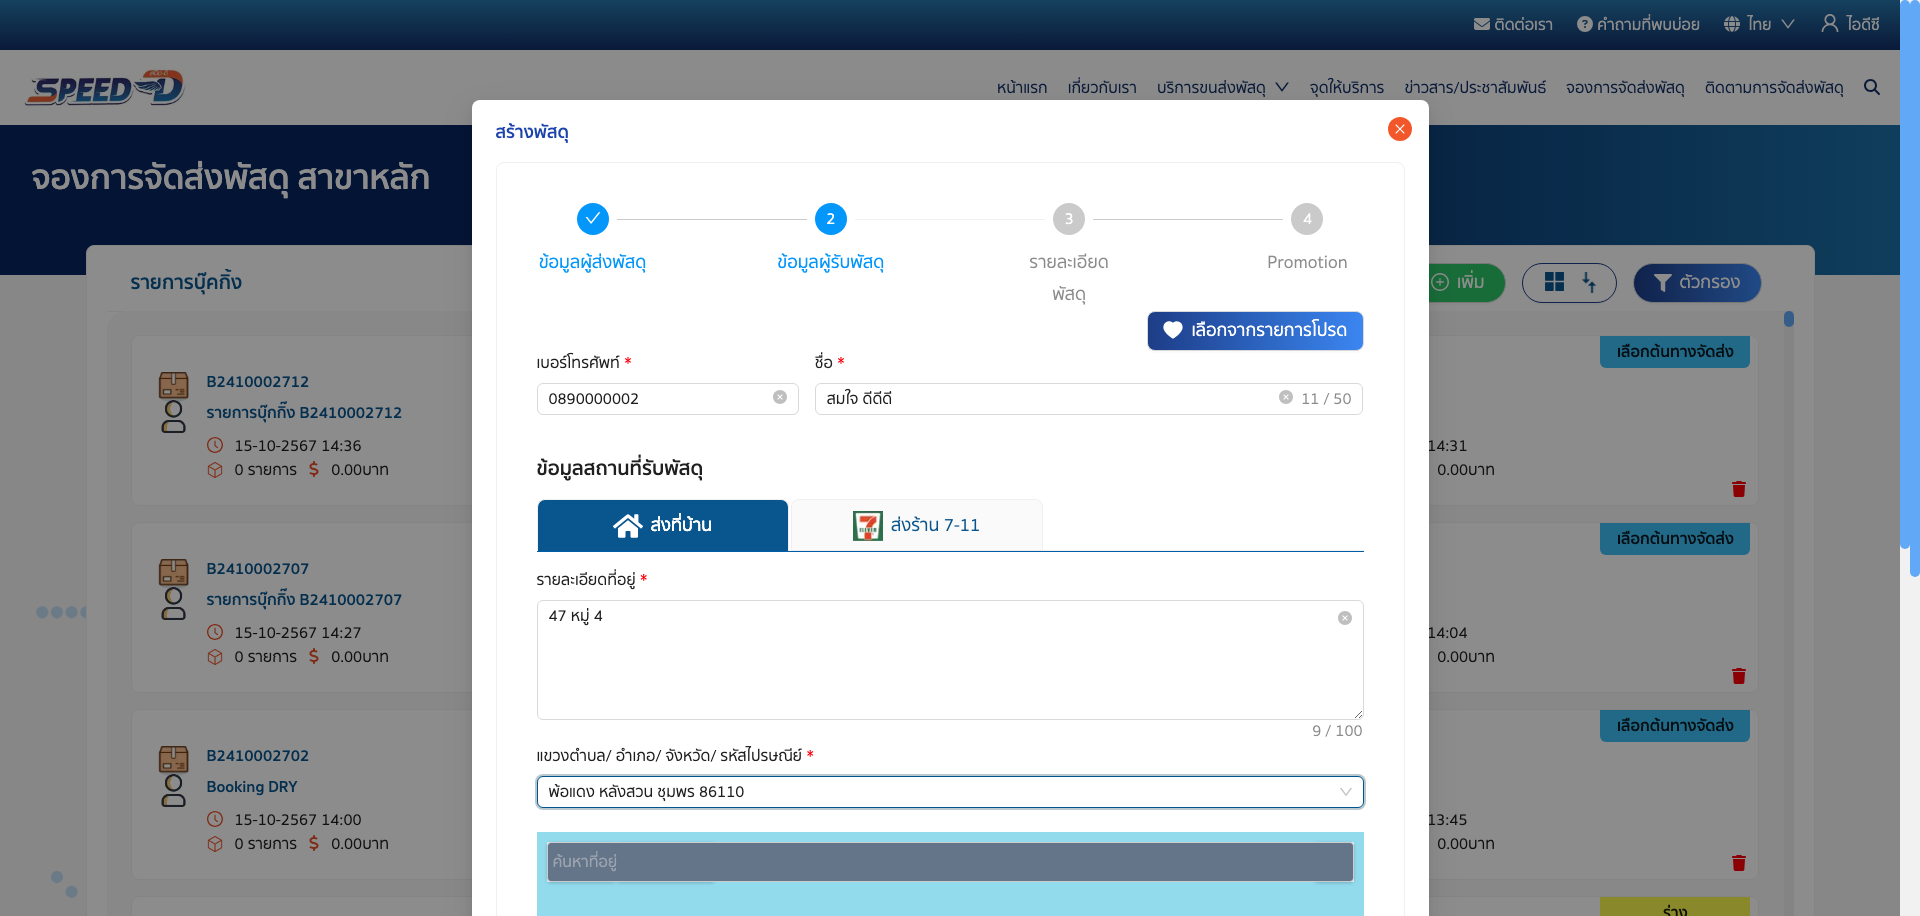 ติดต่อเรา คำถามที่พบบ่อย ไทย ไอดีซี
SPEED-D
หน้าแรก เกี่ยวกับเรา บริการขนส่งพัสดุ จุดให้บริการ ข่าวสาร/ประชาสัมพันธ์ จองการจัดส่งพัสดุ ติดตามการจัดส่งพัสดุ
จองการจัดส่งพัสดุ สาขาหลัก
รายการบุ๊คกิ้ง
เพิ่ม
ตัวกรอง
B2410002712
รายการบุ๊กกิ๊ง B2410002712
15-10-2567 14:36
0 รายการ $ 0.00บาท
B2410002707
รายการบุ๊กกิ๊ง B2410002707
15-10-2567 14:27
0 รายการ $ 0.00บาท
B2410002702
Booking DRY
15-10-2567 14:00
0 รายการ $ 0.00บาท
สร้างพัสดุ
2 3 4
ข้อมูลผู้ส่งพัสดุ ข้อมูลผู้รับพัสดุ รายละเอียด Promotion
พัสดุ
เลือกจากรายการโปรด
เบอร์โทรศัพท์ * ชื่อ *
0890000002 สมใจ ดีดีดี 11 / 50
ข้อมูลสถานที่รับพัสดุ
ส่งที่บ้าน ส่งร้าน 7-11
รายละเอียดที่อยู่ *
47 หมู่ 4
9 / 100
แขวงตำบล/ อำเภอ/ จังหวัด/ รหัสไปรษณีย์ *
พ้อแดง หลังสวน ชุมพร 86110
ค้นหาที่อยู่
เลือกต้นทางจัดส่ง
14:31
0.00บาท
เลือกต้นทางจัดส่ง
14:04
0.00บาท
เลือกต้นทางจัดส่ง
13:45
0.00บาท
ร่าง